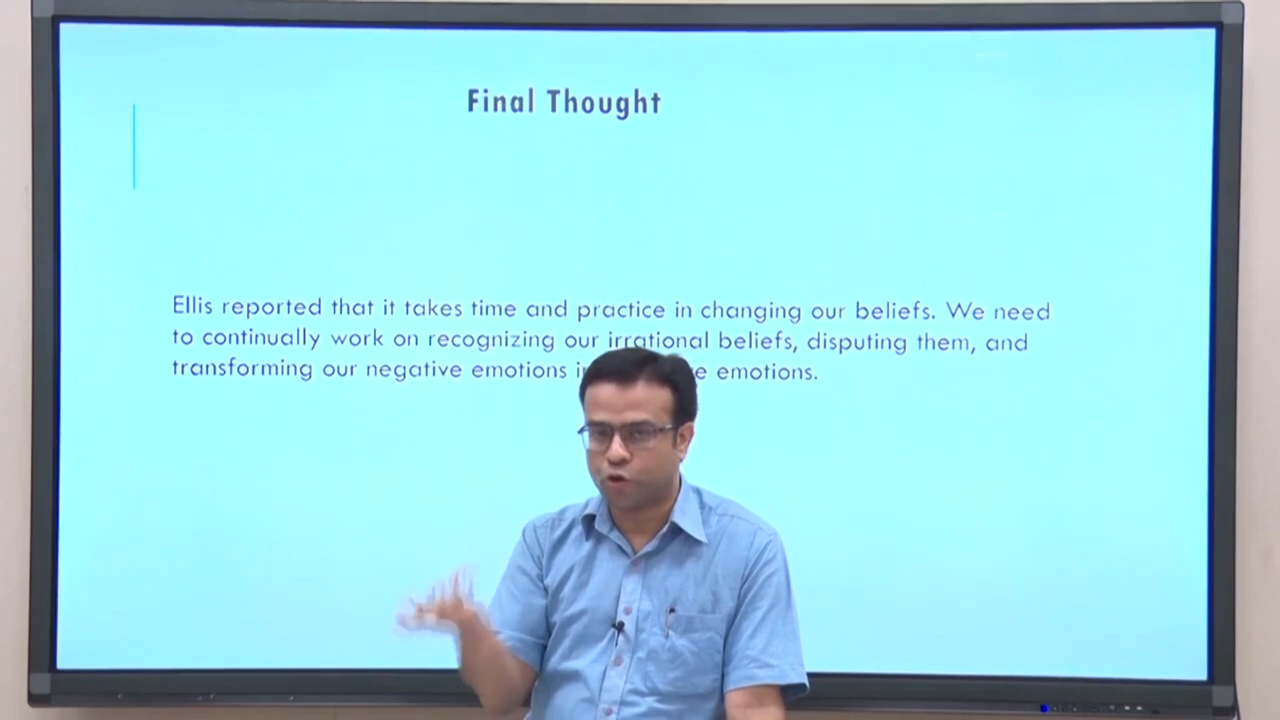 Final Thought
Ellis reported that it takes time and practice in changing our beliefs. We need
to continually work on recognizing our irrational beliefs, disputing them, and
transforming our negative emotions emotions.